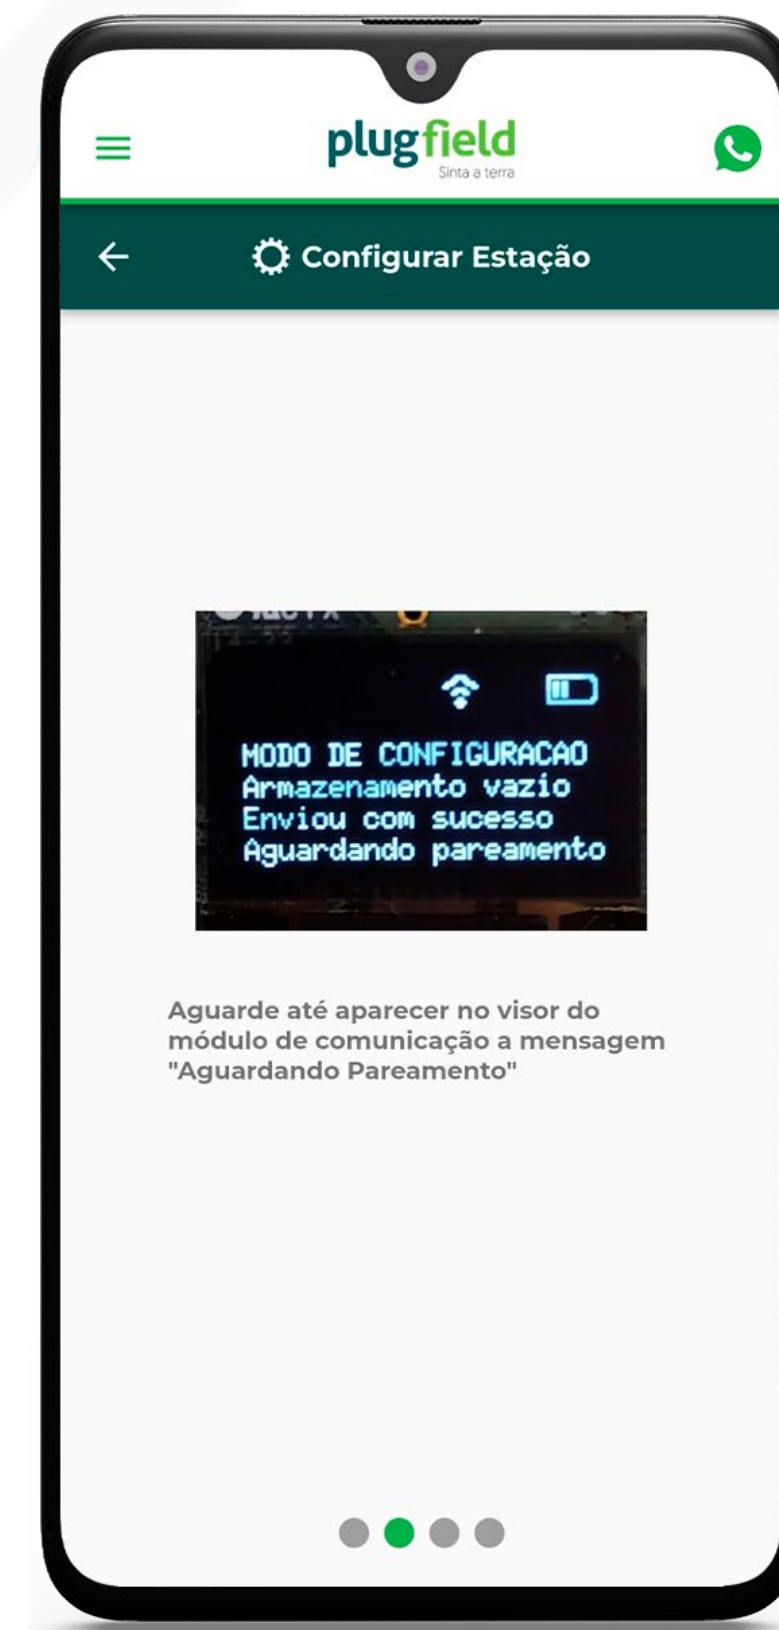 plugfield
Sinta a terra
Configurar Estação
MODO DE CONFIGURACAO
Armazenamento vazio
Enviou com sucesso
Aguardando pareamento
Aguarde até aparecer no visor do
módulo de comunicação a mensagem
"Aguardando Pareamento"